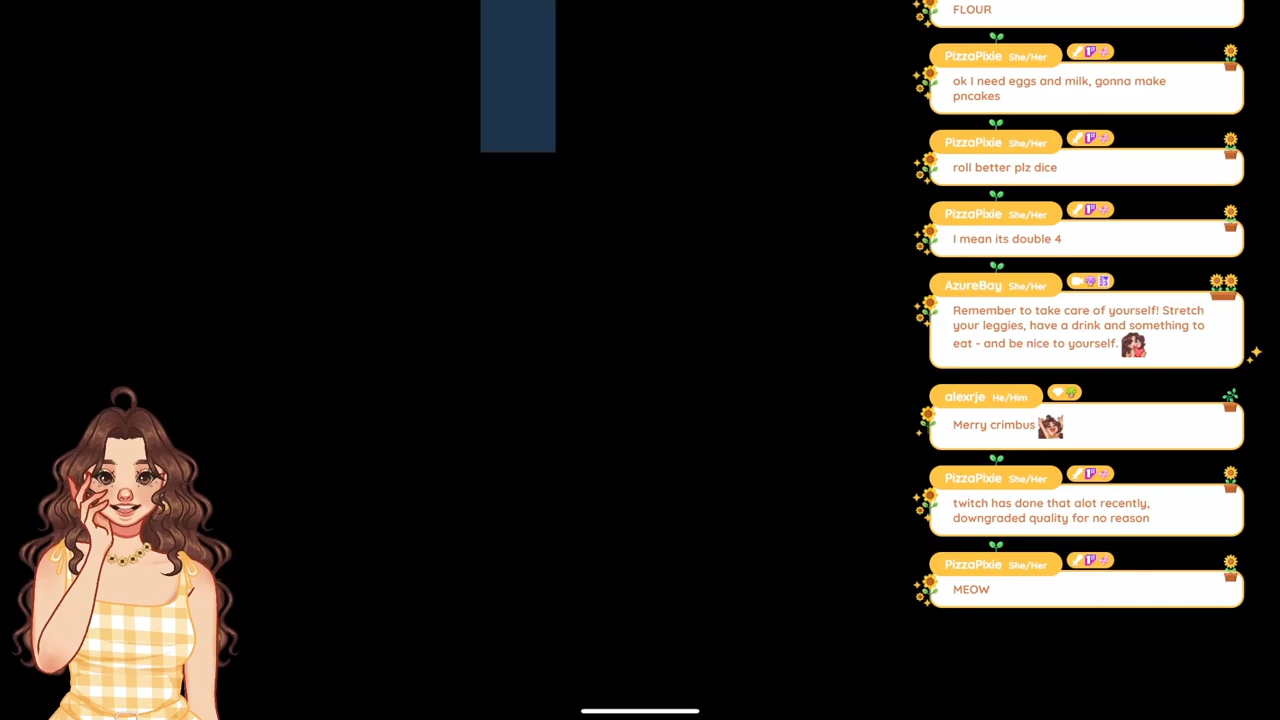 FLOUR
PizzaPixie She/Her
ok I need eggs and milk, gonna make
pncakes
PizzaPixie She/Her
roll better plz dice
PizzaPixie She/Her
I mean its double 4
AzureBay She/Her
Remember to take care of yourself! Stretch
your leggies, have a drink and something to
eat - and be nice to yourself.
alexrje He/Him
Merry crimbus
PizzaPixie She/Her
twitch has done that alot recently,
downgraded quality for no reason
PizzaPixie She/Her
MEOW